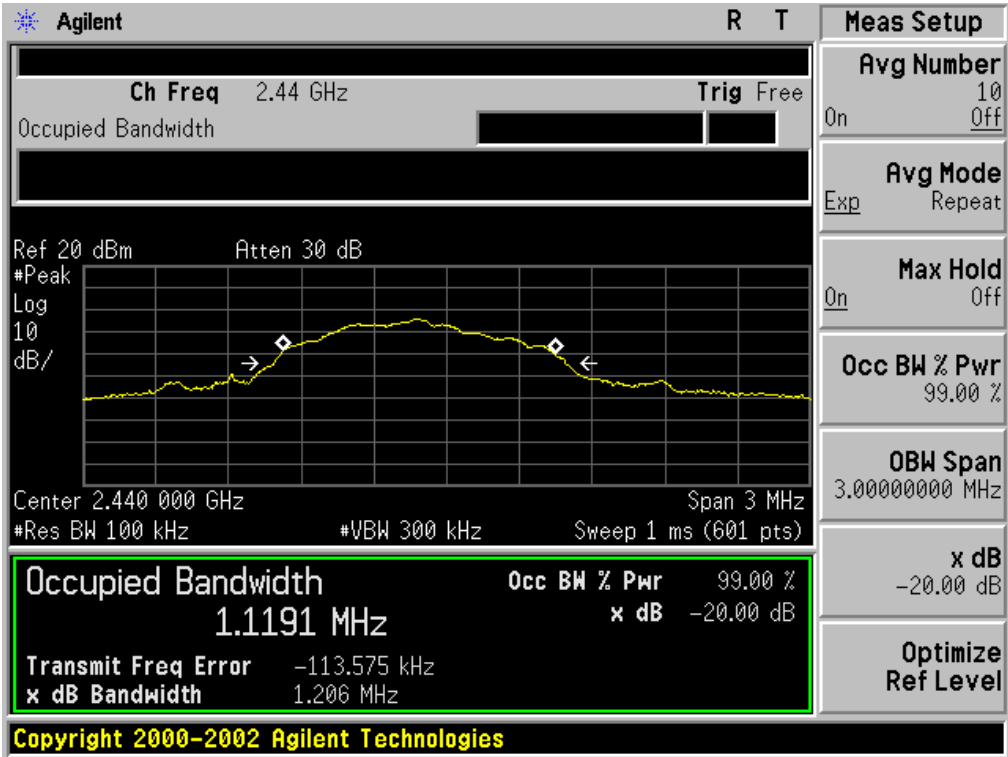 Agilent R T
Ch Freq 2.44 GHz Trig Free
Occupied Bandwidth
Ref 20 dBm Atten 30 dB
#Peak
Log
10
dB/
Center 2.440 000 GHz Span 3 MHz
#Res BW 100 kHz #VBW 300 kHz Sweep 1 ms (601 pts)
Occupied Bandwidth Occ BW % Pwr 99.00 %
1.1191 MHz x dB -20.00 dB
Transmit Freq Error -113.575 kHz
x dB Bandwidth 1.206 MHz
Copyright 2000-2002 Agilent Technologies
Meas Setup
Avg Number
10
On Off
Avg Mode
Exp Repeat
Max Hold
On Off
Occ BW % Pwr
99.00 %
OBW Span
3.00000000 MHz
x dB
-20.00 dB
Optimize
Ref Level